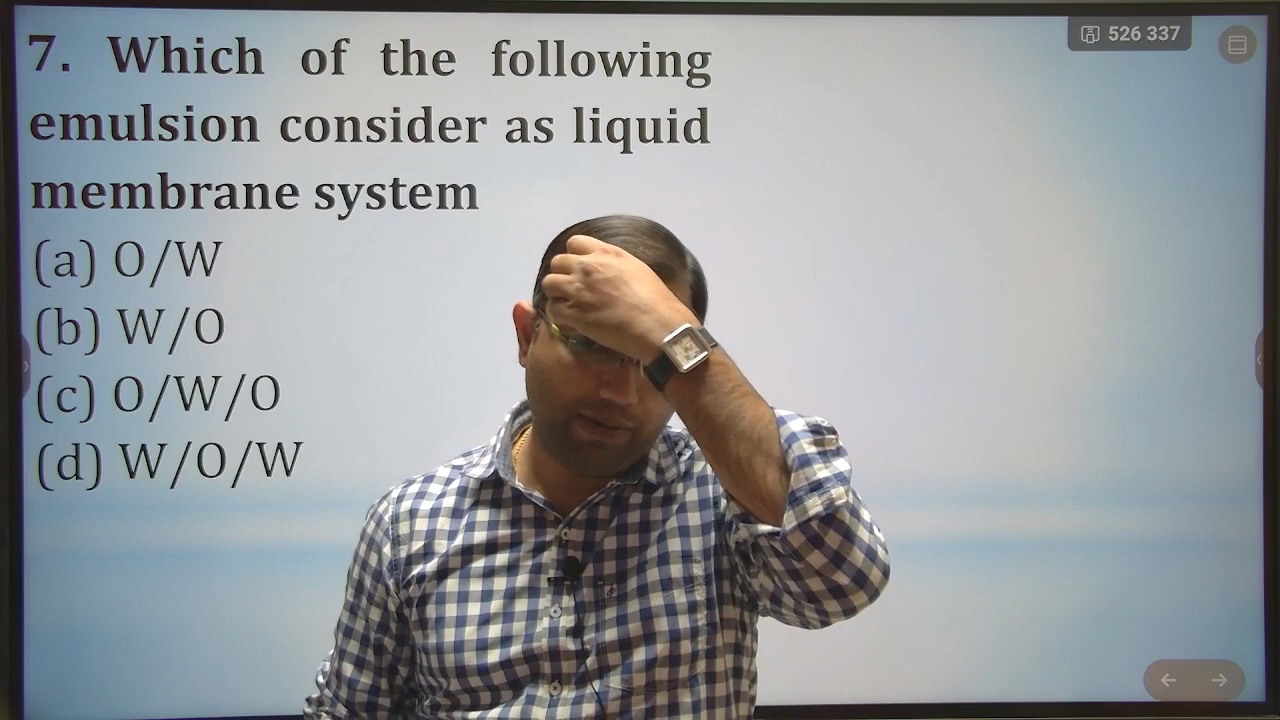 526 337
7. Which of the following
emulsion consider as liquid
membrane system
(a) O/W
(b) W/O
(c) O/W/O
(d) W/O/W